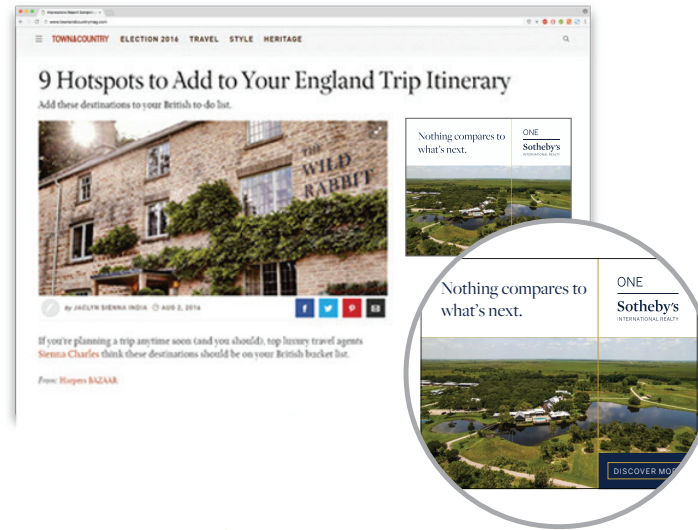 www.townandcountrymag.com
TOWN&COUNTRY ELECTION 2016 TRAVEL STYLE HERITAGE
9 Hotspots to Add to Your England Trip Itinerary
Add these destinations to your British to-do list.
THE
WILD
RABBIT
Nothing compares to
what's next.
ONE
Sotheby's
INTERNATIONAL REALTY
By JACLYN SIENNA INDIA AUG 2, 2016
If you're planning a trip anytime soon (and you should), top luxury travel agents
Sienna Charles think these destinations should be on your British bucket list.
From: Harpers BAZAAR
Nothing compares to
what's next.
ONE
Sotheby's
INTERNATIONAL REALTY
DISCOVER MOR